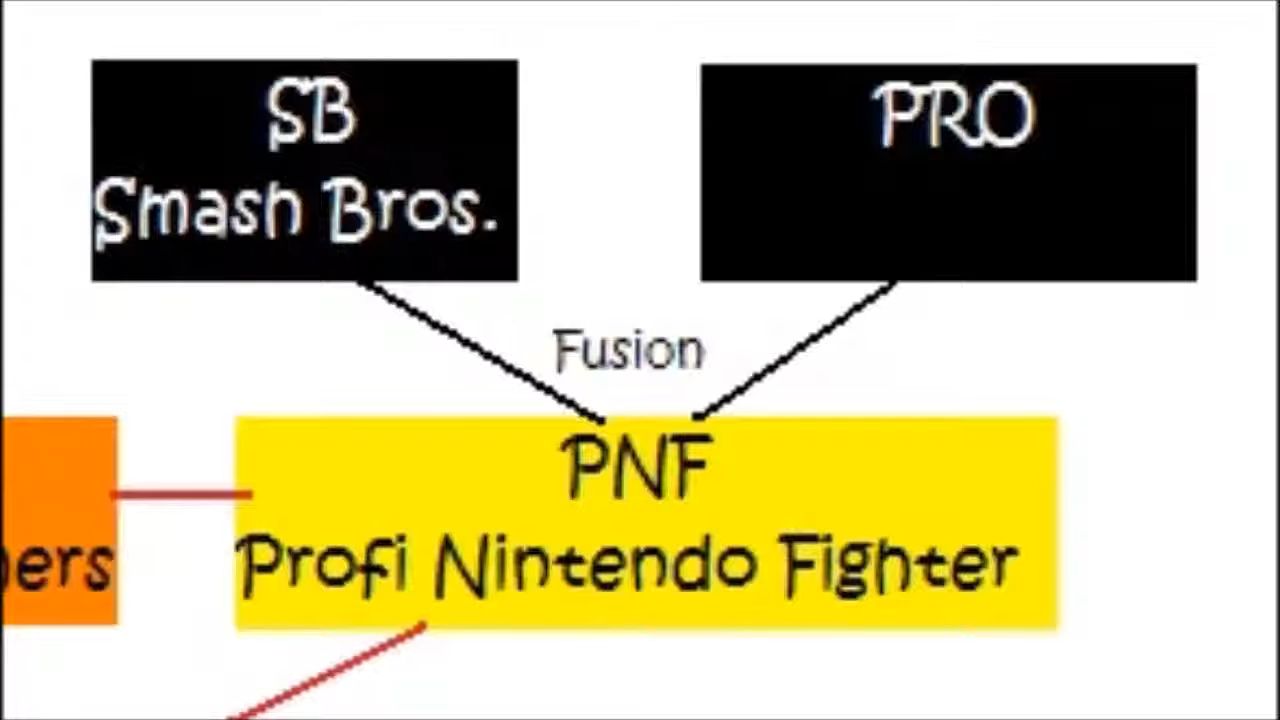 SB
Smash Bros.
PRO
Fusion
PNF
Profi Nintendo Fighter